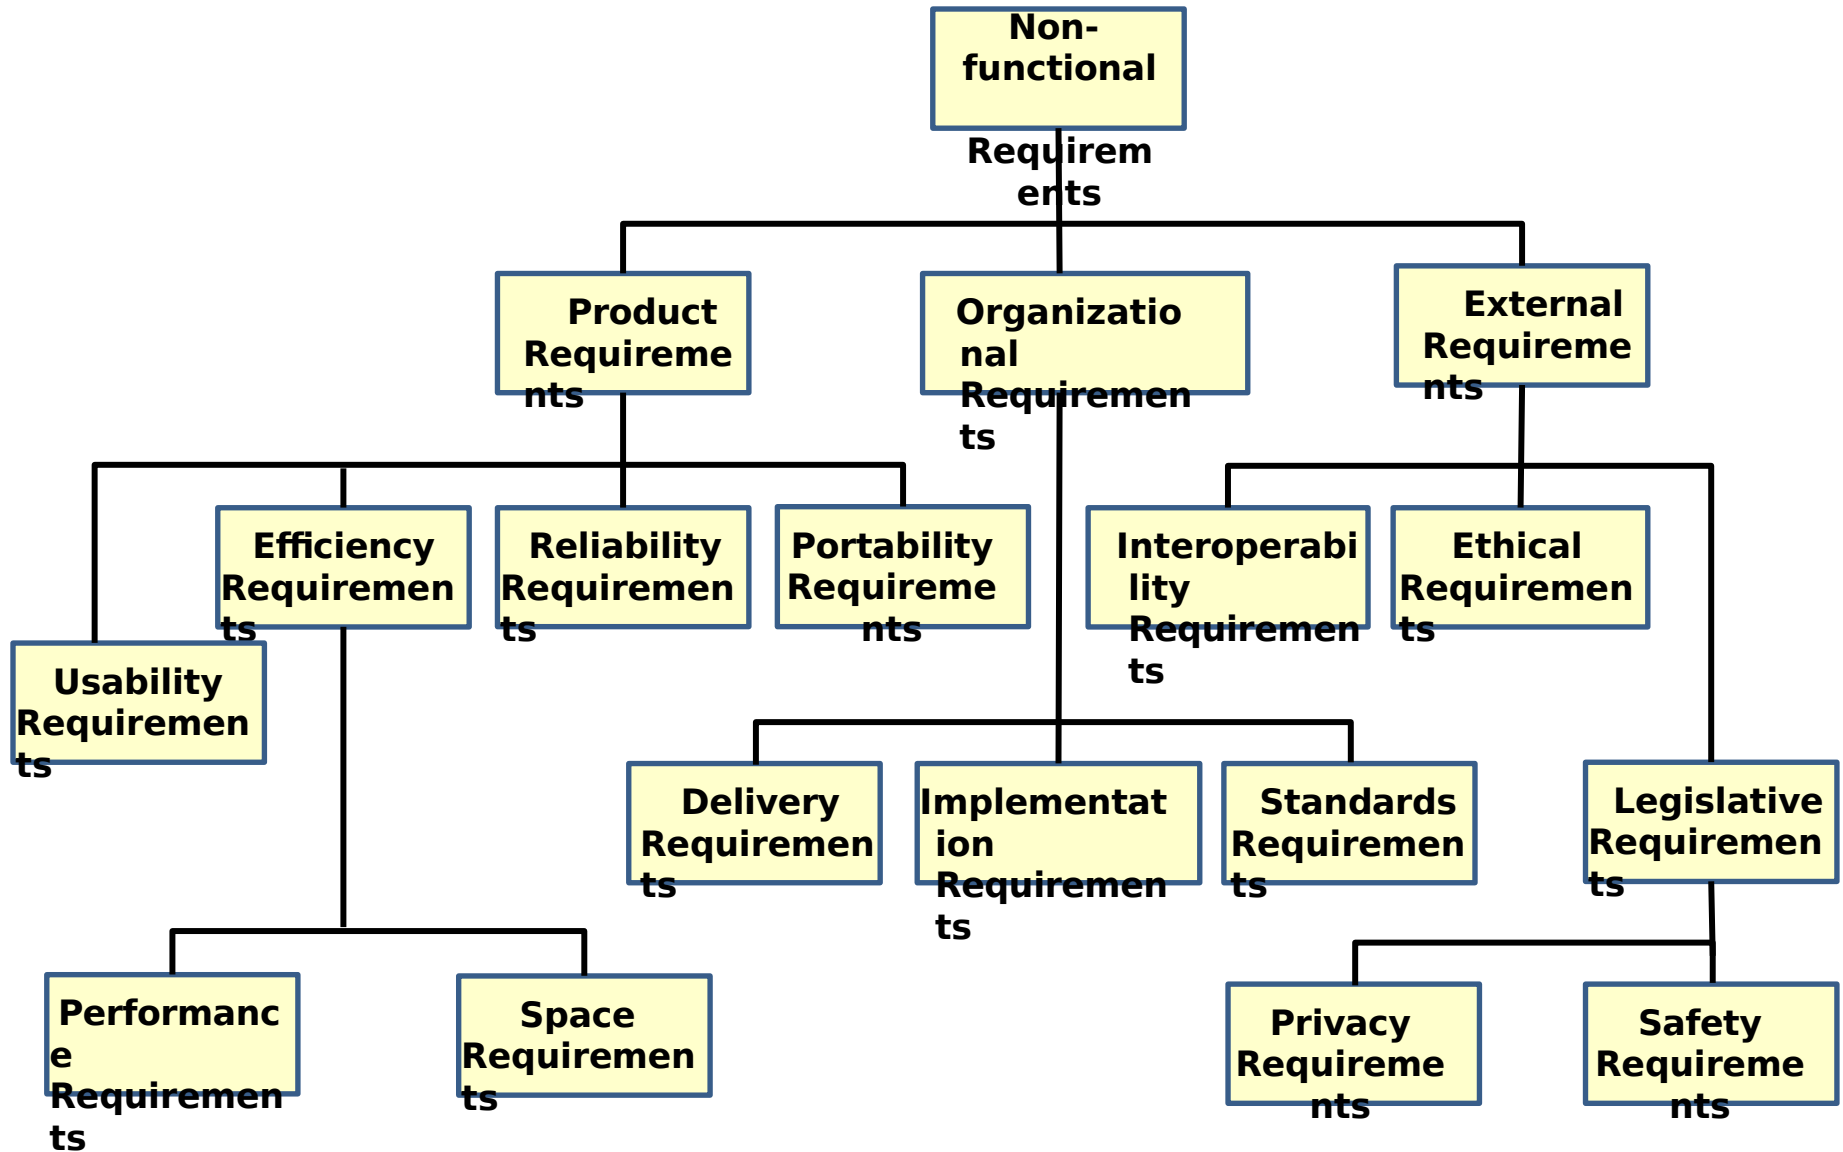 Non-
functional
Requirem
ents
Product
Requireme
nts
Organizatio
nal
Requiremen
ts
External
Requireme
nts
Efficiency
Requiremen
ts
Reliability
Requiremen
ts
Portability
Requireme
nts
Interoperabi
lity
Requiremen
ts
Ethical
Requiremen
ts
Usability
Requiremen
ts
Delivery
Requiremen
ts
Implementat
ion
Requiremen
ts
Standards
Requiremen
ts
Legislative
Requiremen
ts
Performanc
e
Requiremen
ts
Space
Requiremen
ts
Privacy
Requireme
nts
Safety
Requireme
nts